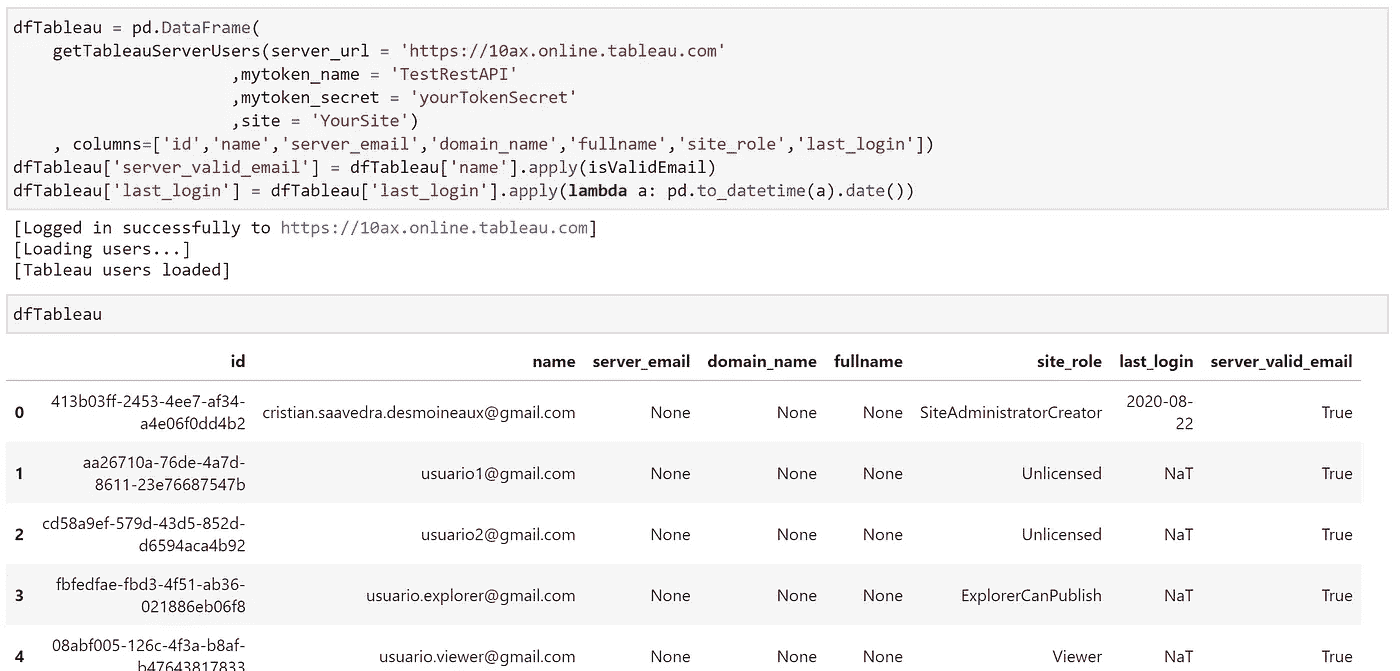 dfTableau = pd.DataFrame(
    getTableauServerUsers(server_url = 'https://10ax.online.tableau.com'
                      ,mytoken_name = 'TestRestAPI'
                      ,mytoken_secret = 'yourTokenSecret'
                      ,site = 'YourSite')
    , columns=['id','name','server_email','domain_name','fullname','site_role','last_login'])
dfTableau['server_valid_email'] = dfTableau['name'].apply(isValidEmail)
dfTableau['last_login'] = dfTableau['last_login'].apply(lambda a: pd.to_datetime(a).date())
[Logged in successfully to https://10ax.online.tableau.com]
[Loading users...]
[Tableau users loaded]
dfTableau
id name server_email domain_name fullname site_role last_login server_valid_email
0 413b03ff-2453-4ee7-af34-a4e06f0dd4b2 cristian.saavedra.desmoineaux@gmail.com None None None SiteAdministratorCreator 2020-08-22 True
1 aa26710a-76de-4a7d-8611-23e76687547b usuario1@gmail.com None None None Unlicensed NaT True
2 cd58a9ef-579d-43d5-852d-d6594aca4b92 usuario2@gmail.com None None None Unlicensed NaT True
3 fbfedfae-fbd3-4f51-ab36-021886eb06f8 usuario.explorer@gmail.com None None None ExplorerCanPublish NaT True
4 08abf005-126c-4f3a-b8af-b47643817833 usuario.viewer@gmail.com None None None Viewer NaT True